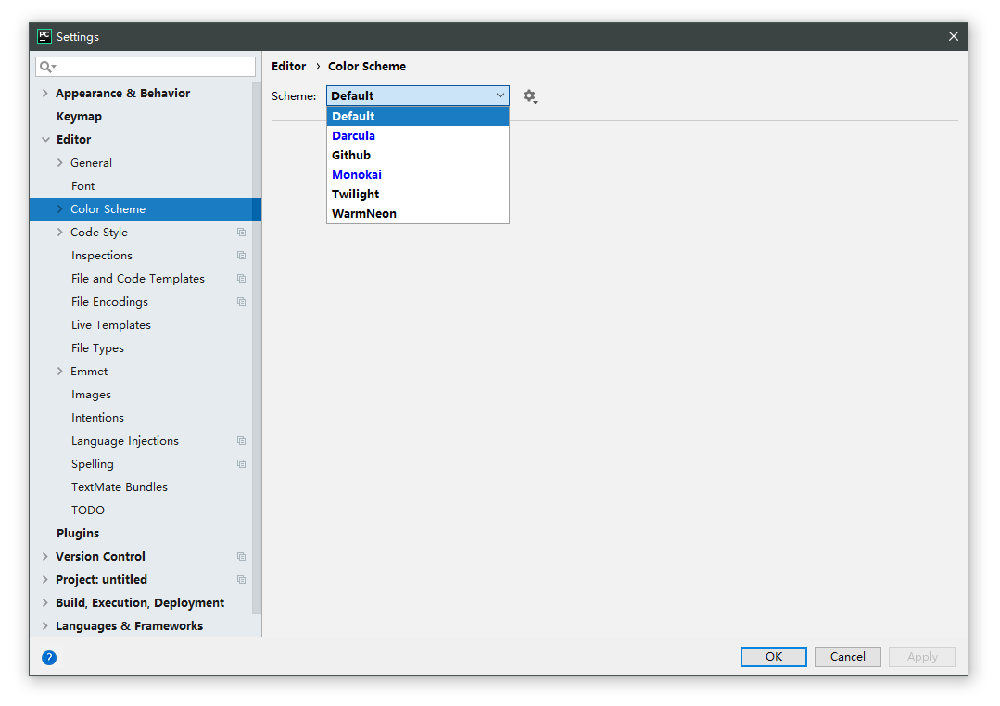 PC Settings
Appearance & Behavior
Keymap
Editor
General
Font
Color Scheme
Code Style
Inspections
File and Code Templates
File Encodings
Live Templates
File Types
Emmet
Images
Intentions
Language Injections
Spelling
TextMate Bundles
TODO
Plugins
Version Control
Project: untitled
Build, Execution, Deployment
Languages & Frameworks
Editor › Color Scheme
Scheme: Default
Default
Darcula
Github
Monokai
Twilight
WarmNeon
?
OK Cancel Apply